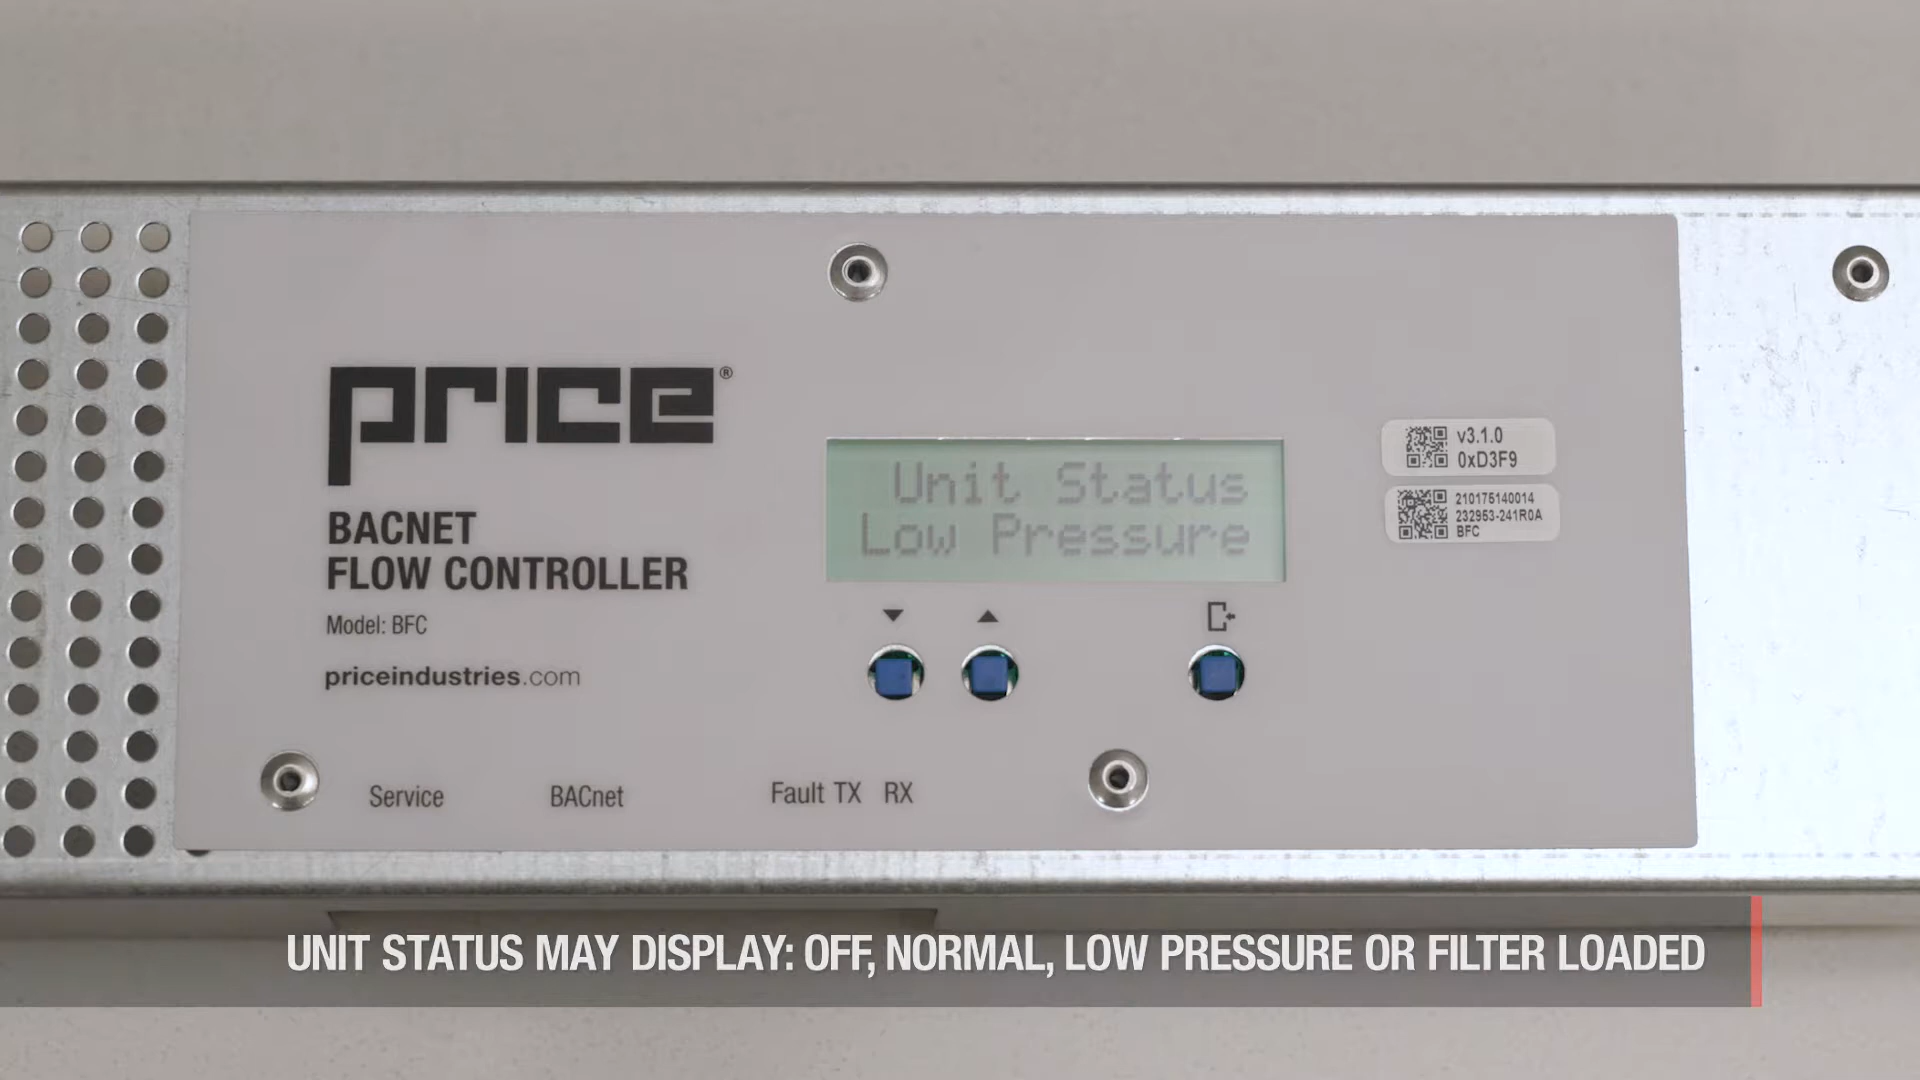 price®
BACNET
FLOW CONTROLLER
Model: BFC
priceindustries.com
Unit Status
Low Pressure
v3.1.0
0xD3F9
210175140014
232953-241R0A
BFC
Service
BACnet
Fault TX RX
UNIT STATUS MAY DISPLAY: OFF, NORMAL, LOW PRESSURE OR FILTER LOADED